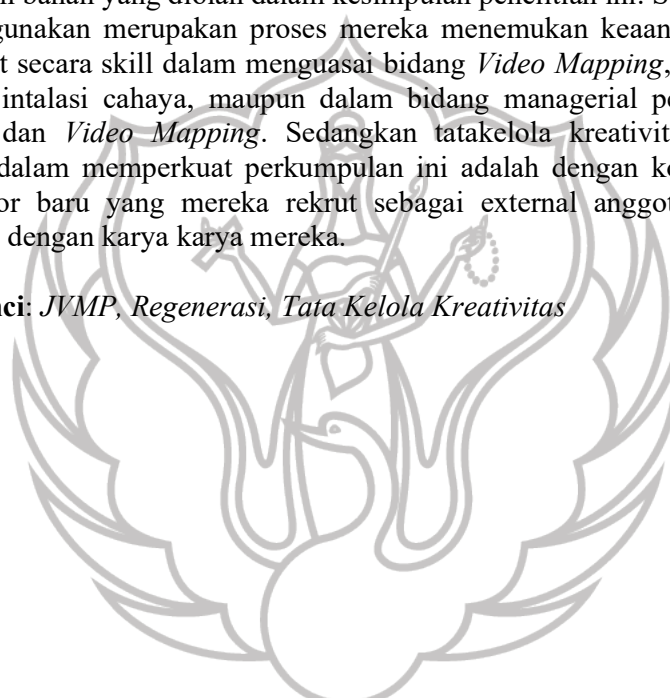 bahan yang diolah dalam kesimpulan penelitian ini.
gunakan merupakan proses mereka menemukan keaan
t secara skill dalam menguasai bidang Video Mapping,
intalasi cahaya, maupun dalam bidang managerial
dan Video Mapping. Sedangkan tatakelola kreativit
dalam memperkuat perkumpulan ini adalah dengan
or baru yang mereka rekrut sebagai external anggot
dengan karya karya mereka.
nci: JVMP, Regenerasi, Tata Kelola Kreativitas